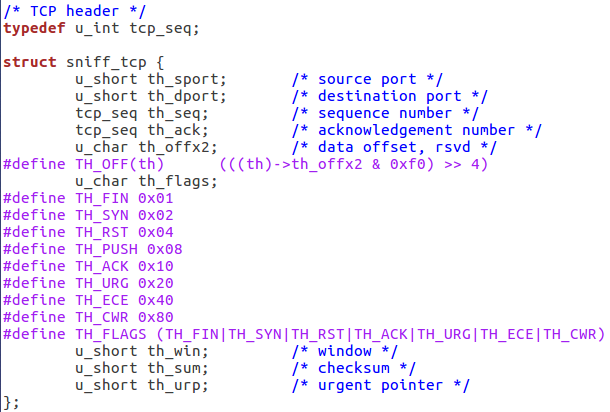 /* TCP header */
typedef u_int tcp_seq;

struct sniff_tcp {
        u_short th_sport;       /* source port */
        u_short th_dport;       /* destination port */
        tcp_seq th_seq;         /* sequence number */
        tcp_seq th_ack;         /* acknowledgement number */
        u_char th_offx2;        /* data offset, rsvd */
#define TH_OFF(th)      (((th)->th_offx2 & 0xf0) >> 4)
        u_char th_flags;
#define TH_FIN 0x01
#define TH_SYN 0x02
#define TH_RST 0x04
#define TH_PUSH 0x08
#define TH_ACK 0x10
#define TH_URG 0x20
#define TH_ECE 0x40
#define TH_CWR 0x80
#define TH_FLAGS (TH_FIN|TH_SYN|TH_RST|TH_ACK|TH_URG|TH_ECE|TH_CWR)
        u_short th_win;         /* window */
        u_short th_sum;         /* checksum */
        u_short th_urp;         /* urgent pointer */
};